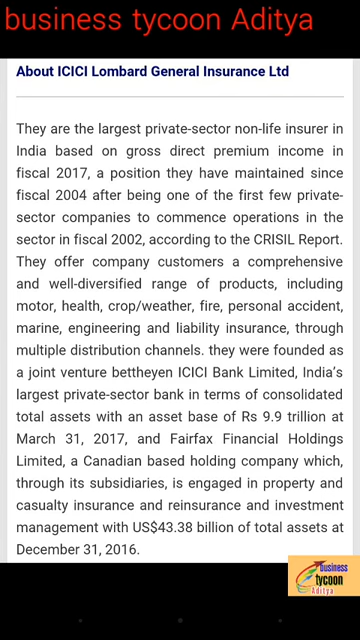 business tycoon Aditya
About ICICI Lombard General Insurance Ltd
They are the largest private-sector non-life insurer in
India based on gross direct premium income in
fiscal 2017, a position they have maintained since
fiscal 2004 after being one of the first few private-
sector companies to commence operations in the
sector in fiscal 2002, according to the CRISIL Report.
They offer company customers a comprehensive
and well-diversified range of products, including
motor, health, crop/weather, fire, personal accident,
marine, engineering and liability insurance, through
multiple distribution channels. they were founded as
a joint venture bettheyen ICICI Bank Limited, India’s
largest private-sector bank in terms of consolidated
total assets with an asset base of Rs 9.9 trillion at
March 31, 2017, and Fairfax Financial Holdings
Limited, a Canadian based holding company which,
through its subsidiaries, is engaged in property and
casualty insurance and reinsurance and investment
management with US$43.38 billion of total assets at
December 31, 2016.
business
tycoon
Aditya